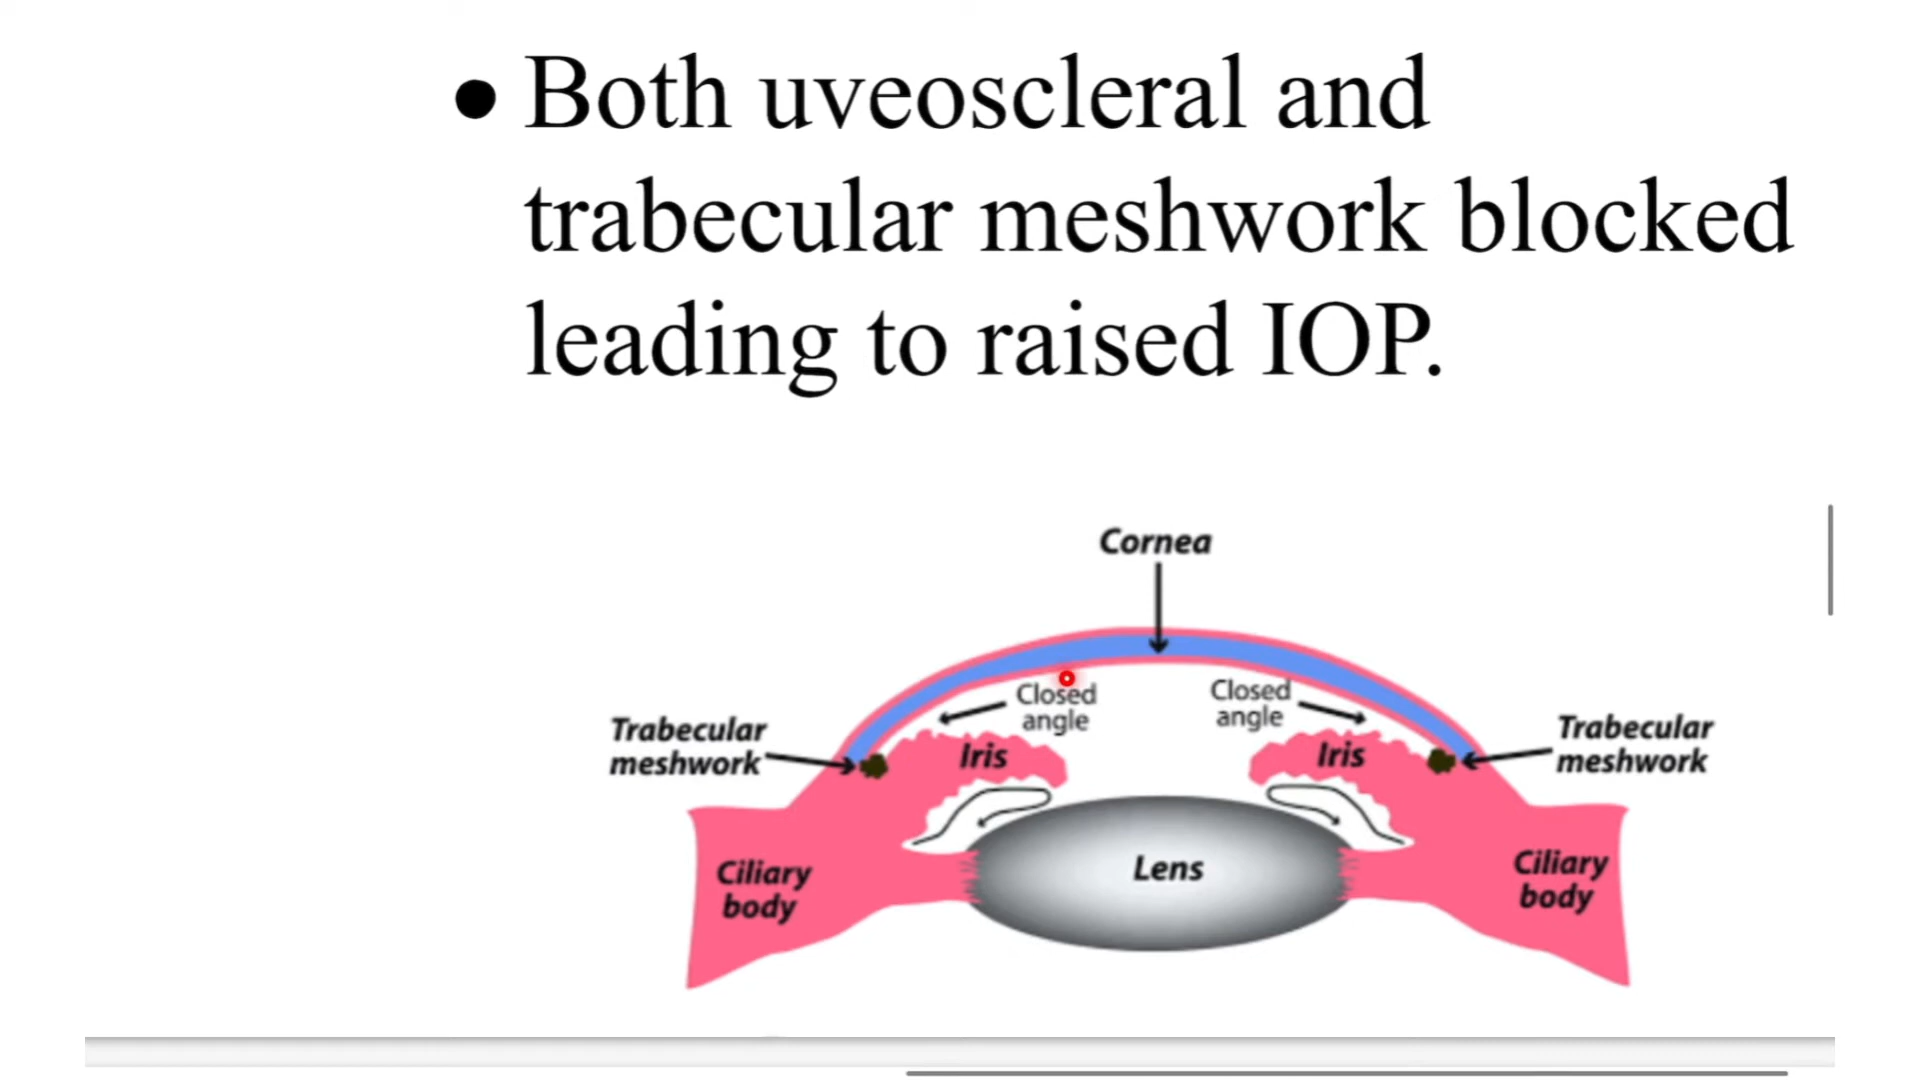 • Both uveoscleral and
trabecular meshwork blocked
leading to raised IOP.
Cornea
Closed
angle
Closed
angle
Trabecular
meshwork
Iris
Iris
Trabecular
meshwork
Ciliary
body
Lens
Ciliary
body